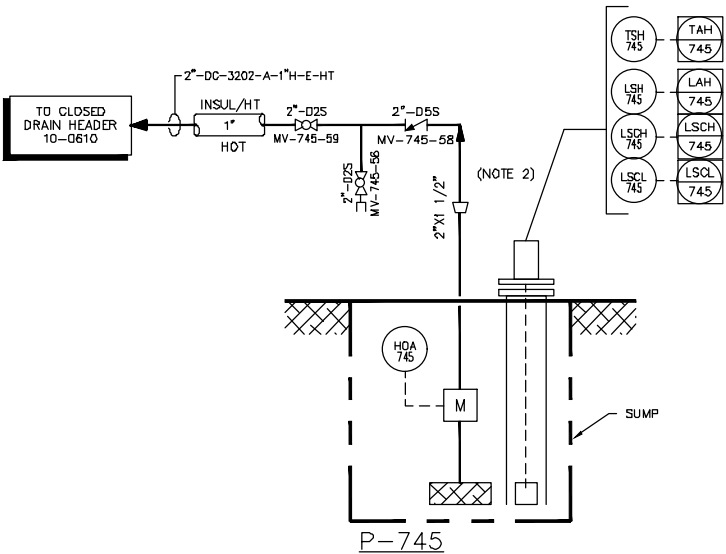 2"-DC-3202-A-1"H-E-HT
TO CLOSED
DRAIN HEADER
10-0610
INSUL/HT
1"
HOT
2"-D2S
MV-745-59
2"-D5S
MV-745-58
2"-D2S
MV-745-56
2"X1 1/2"
(NOTE 2)
TSH
745
TAH
745
LSH
745
LAH
745
LSCH
745
LSCH
745
LSCL
745
LSCL
745
HOA
745
M
SUMP
P-745